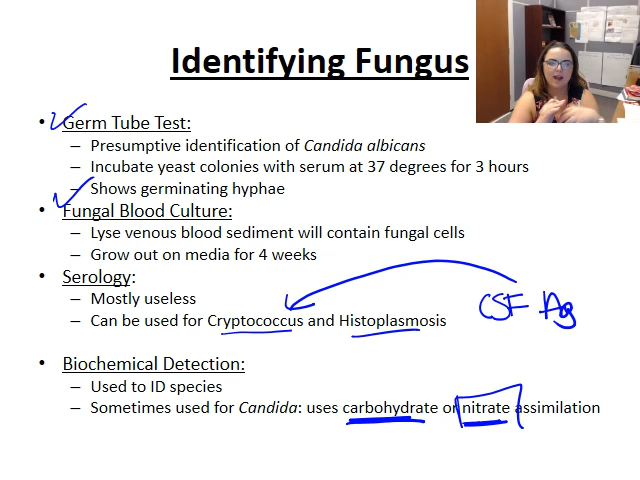 Identifying Fungus
• Germ Tube Test:
– Presumptive identification of Candida albicans
– Incubate yeast colonies with serum at 37 degrees for 3 hours
– Shows germinating hyphae
• Fungal Blood Culture:
– Lyse venous blood sediment will contain fungal cells
– Grow out on media for 4 weeks
• Serology:
– Mostly useless
– Can be used for Cryptococcus and Histoplasmosis
CSF Ag
• Biochemical Detection:
– Used to ID species
– Sometimes used for Candida: uses carbohydrate or nitrate assimilation